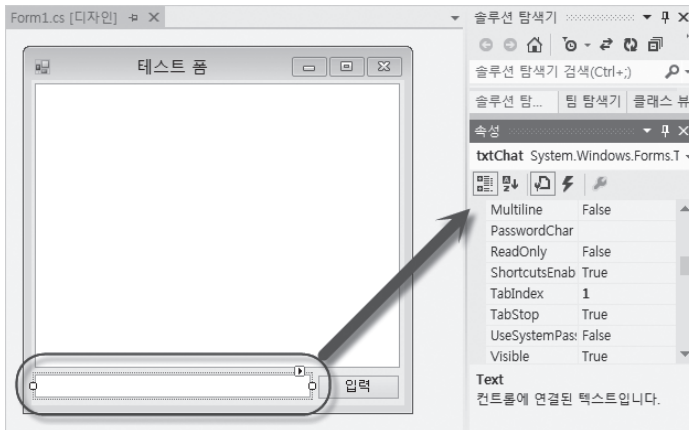 Form1.cs [디자인]
테스트 폼
입력
솔루션 탐색기
솔루션 탐색기 검색(Ctrl+;)
솔루션 탐...
팀 탐색기
클래스 뷰
속성
txtChat System.Windows.Forms.T
Multiline False
PasswordChar
ReadOnly False
ShortcutsEnab True
TabIndex 1
TabStop True
UseSystemPas: False
Visible True
Text
컨트롤에 연결된 텍스트입니다.